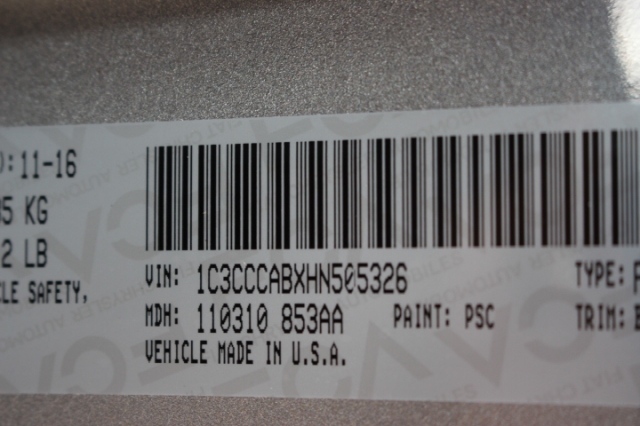 :11-16
5 KG
2 LB
SAFETY,
VIN: 1C3CCCABXHN505326 TYPE:
MDH: 110310 853AA PAINT: PSC TRIM:
VEHICLE MADE IN U.S.A.